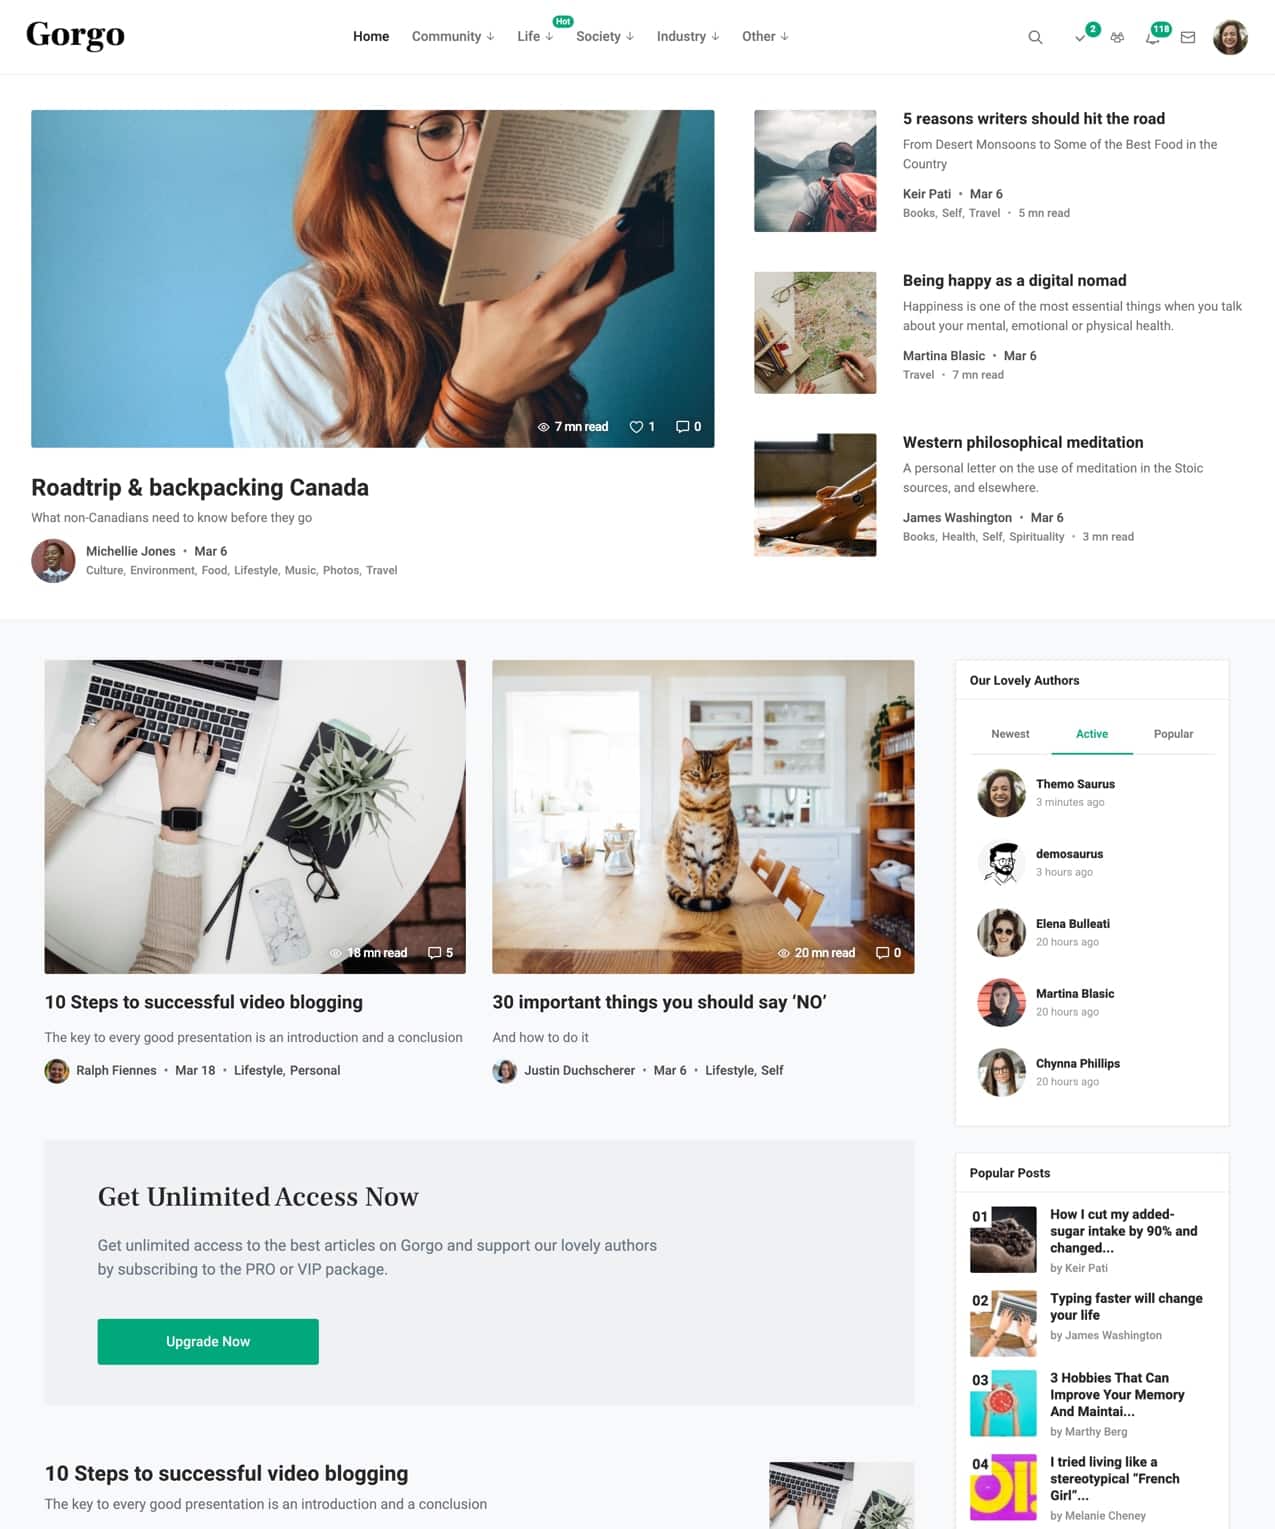 Gorgo
Home
Community
Life
Hot
Society
Industry
Other
2
118
7 mn read 1 0
Roadtrip & backpacking Canada
What non-Canadians need to know before they go
Michellie Jones • Mar 6
Culture, Environment, Food, Lifestyle, Music, Photos, Travel
5 reasons writers should hit the road
From Desert Monsoons to Some of the Best Food in the
Country
Keir Pati • Mar 6
Books, Self, Travel • 5 mn read
Being happy as a digital nomad
Happiness is one of the most essential things when you talk
about your mental, emotional or physical health.
Martina Blasic • Mar 6
Travel • 7 mn read
Western philosophical meditation
A personal letter on the use of meditation in the Stoic
sources, and elsewhere.
James Washington • Mar 6
Books, Health, Self, Spirituality • 3 mn read
18 mn read 5
10 Steps to successful video blogging
The key to every good presentation is an introduction and a conclusion
Ralph Fiennes • Mar 18 • Lifestyle, Personal
20 mn read 0
30 important things you should say ‘NO’
And how to do it
Justin Duchscherer • Mar 6 • Lifestyle, Self
Get Unlimited Access Now
Get unlimited access to the best articles on Gorgo and support our lovely authors
by subscribing to the PRO or VIP package.
Upgrade Now
10 Steps to successful video blogging
The key to every good presentation is an introduction and a conclusion
Our Lovely Authors
Newest Active Popular
Themo Saurus
3 minutes ago
demosaurus
3 hours ago
Elena Bulleati
20 hours ago
Martina Blasic
20 hours ago
Chynna Phillips
20 hours ago
Popular Posts
01
How I cut my added-
sugar intake by 90% and
changed...
by Keir Pati
02
Typing faster will change
your life
by James Washington
03
3 Hobbies That Can
Improve Your Memory
And Maintai...
by Marthy Berg
04
I tried living like a
stereotypical “French
Girl”...
by Melanie Cheney